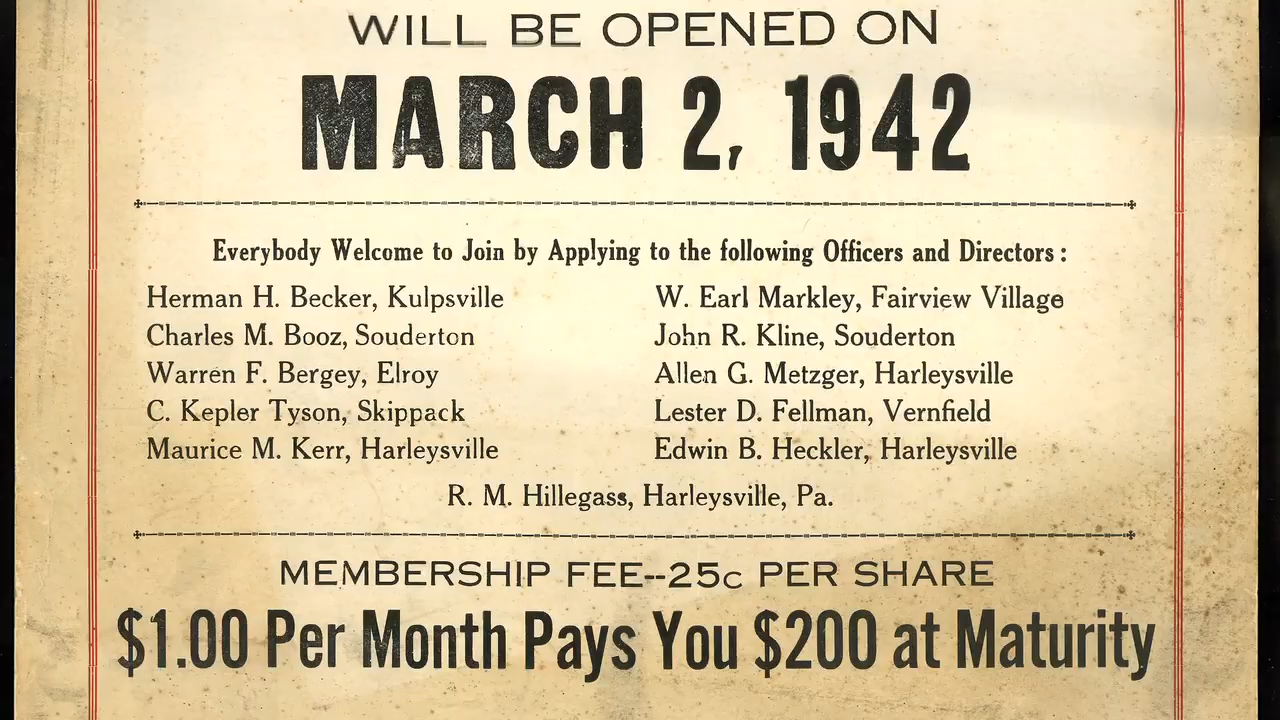 WILL BE OPENED ON
MARCH 2, 1942
Everybody Welcome to Join by Applying to the following Officers and Directors:
Herman H. Becker, Kulpsville
Charles M. Booz, Souderton
Warren F. Bergey, Elroy
C. Kepler Tyson, Skippack
Maurice M. Kerr, Harleysville
W. Earl Markley, Fairview Village
John R. Kline, Souderton
Allen G. Metzger, Harleysville
Lester D. Fellman, Vernfield
Edwin B. Heckler, Harleysville
R. M. Hillegass, Harleysville, Pa.
MEMBERSHIP FEE--25c PER SHARE
$1.00 Per Month Pays You $200 at Maturity